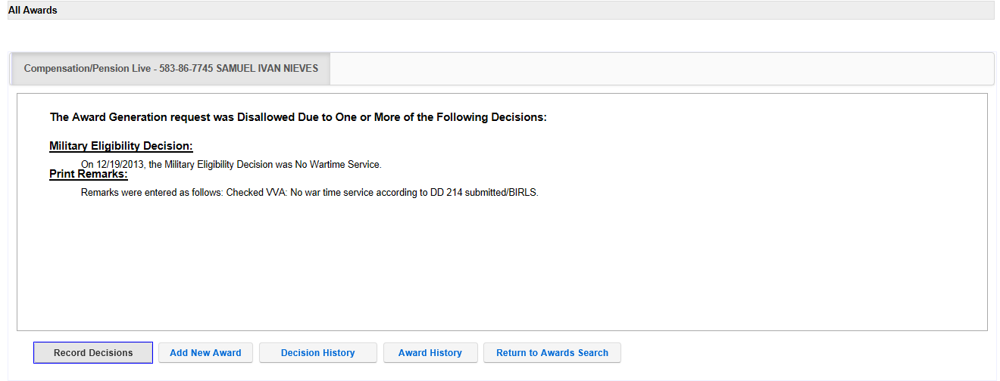 All Awards
Compensation/Pension Live - 583-86-7745 SAMUEL IVAN NIEVES
The Award Generation request was Disallowed Due to One or More of the Following Decisions:
Military Eligibility Decision:
On 12/19/2013, the Military Eligibility Decision was No Wartime Service.
Print Remarks:
Remarks were entered as follows: Checked VVA: No war time service according to DD 214 submitted/BIRLS.
Record Decisions Add New Award Decision History Award History Return to Awards Search